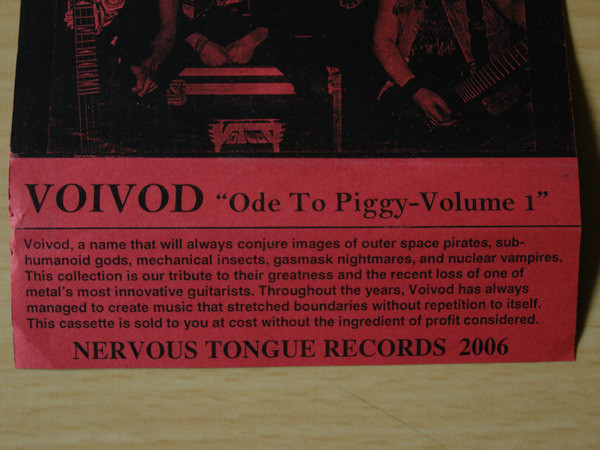 VOIVOD "Ode To Piggy-Volume 1"
Voivod, a name that will always conjure images of outer space pirates, sub-
humanoid gods, mechanical insects, gasmask nightmares, and nuclear vampires.
This collection is our tribute to their greatness and the recent loss of one of
metal's most innovative guitarists. Throughout the years, Voivod has always
managed to create music that stretched boundaries without repetition to itself.
This cassette is sold to you at cost without the ingredient of profit considered.
NERVOUS TONGUE RECORDS 2006